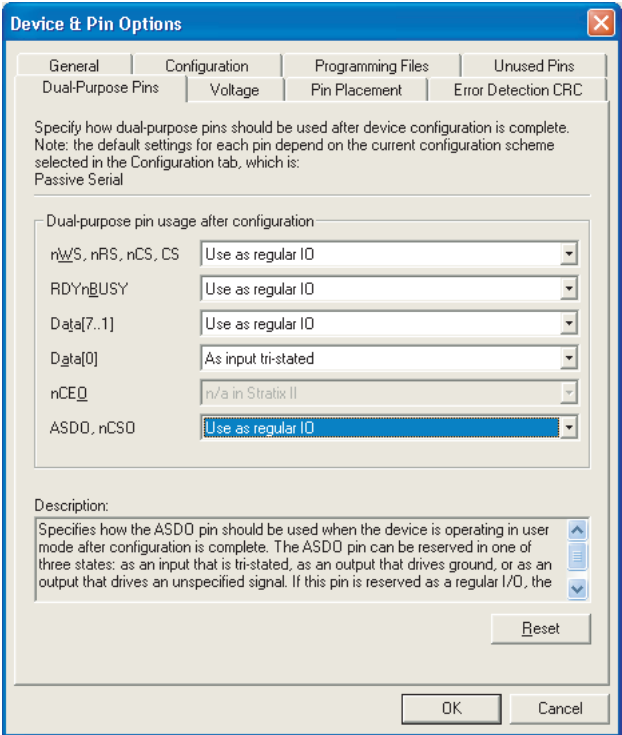 Device & Pin Options
General Configuration Programming Files Unused Pins
Dual-Purpose Pins Voltage Pin Placement Error Detection CRC
Specify how dual-purpose pins should be used after device configuration is complete.
Note: the default settings for each pin depend on the current configuration scheme
selected in the Configuration tab, which is:
Passive Serial
Dual-purpose pin usage after configuration
nWS, nRS, nCS, CS Use as regular IO
RDYnBUSY Use as regular IO
Data[7..1] Use as regular IO
Data[0] As input tri-stated
nCEO n/a in Stratix II
ASDO, nCSO Use as regular IO
Description:
Specifies how the ASDO pin should be used when the device is operating in user
mode after configuration is complete. The ASDO pin can be reserved in one of
three states: as an input that is tri-stated, as an output that drives ground, or as an
output that drives an unspecified signal. If this pin is reserved as a regular I/O, the
Reset
OK Cancel